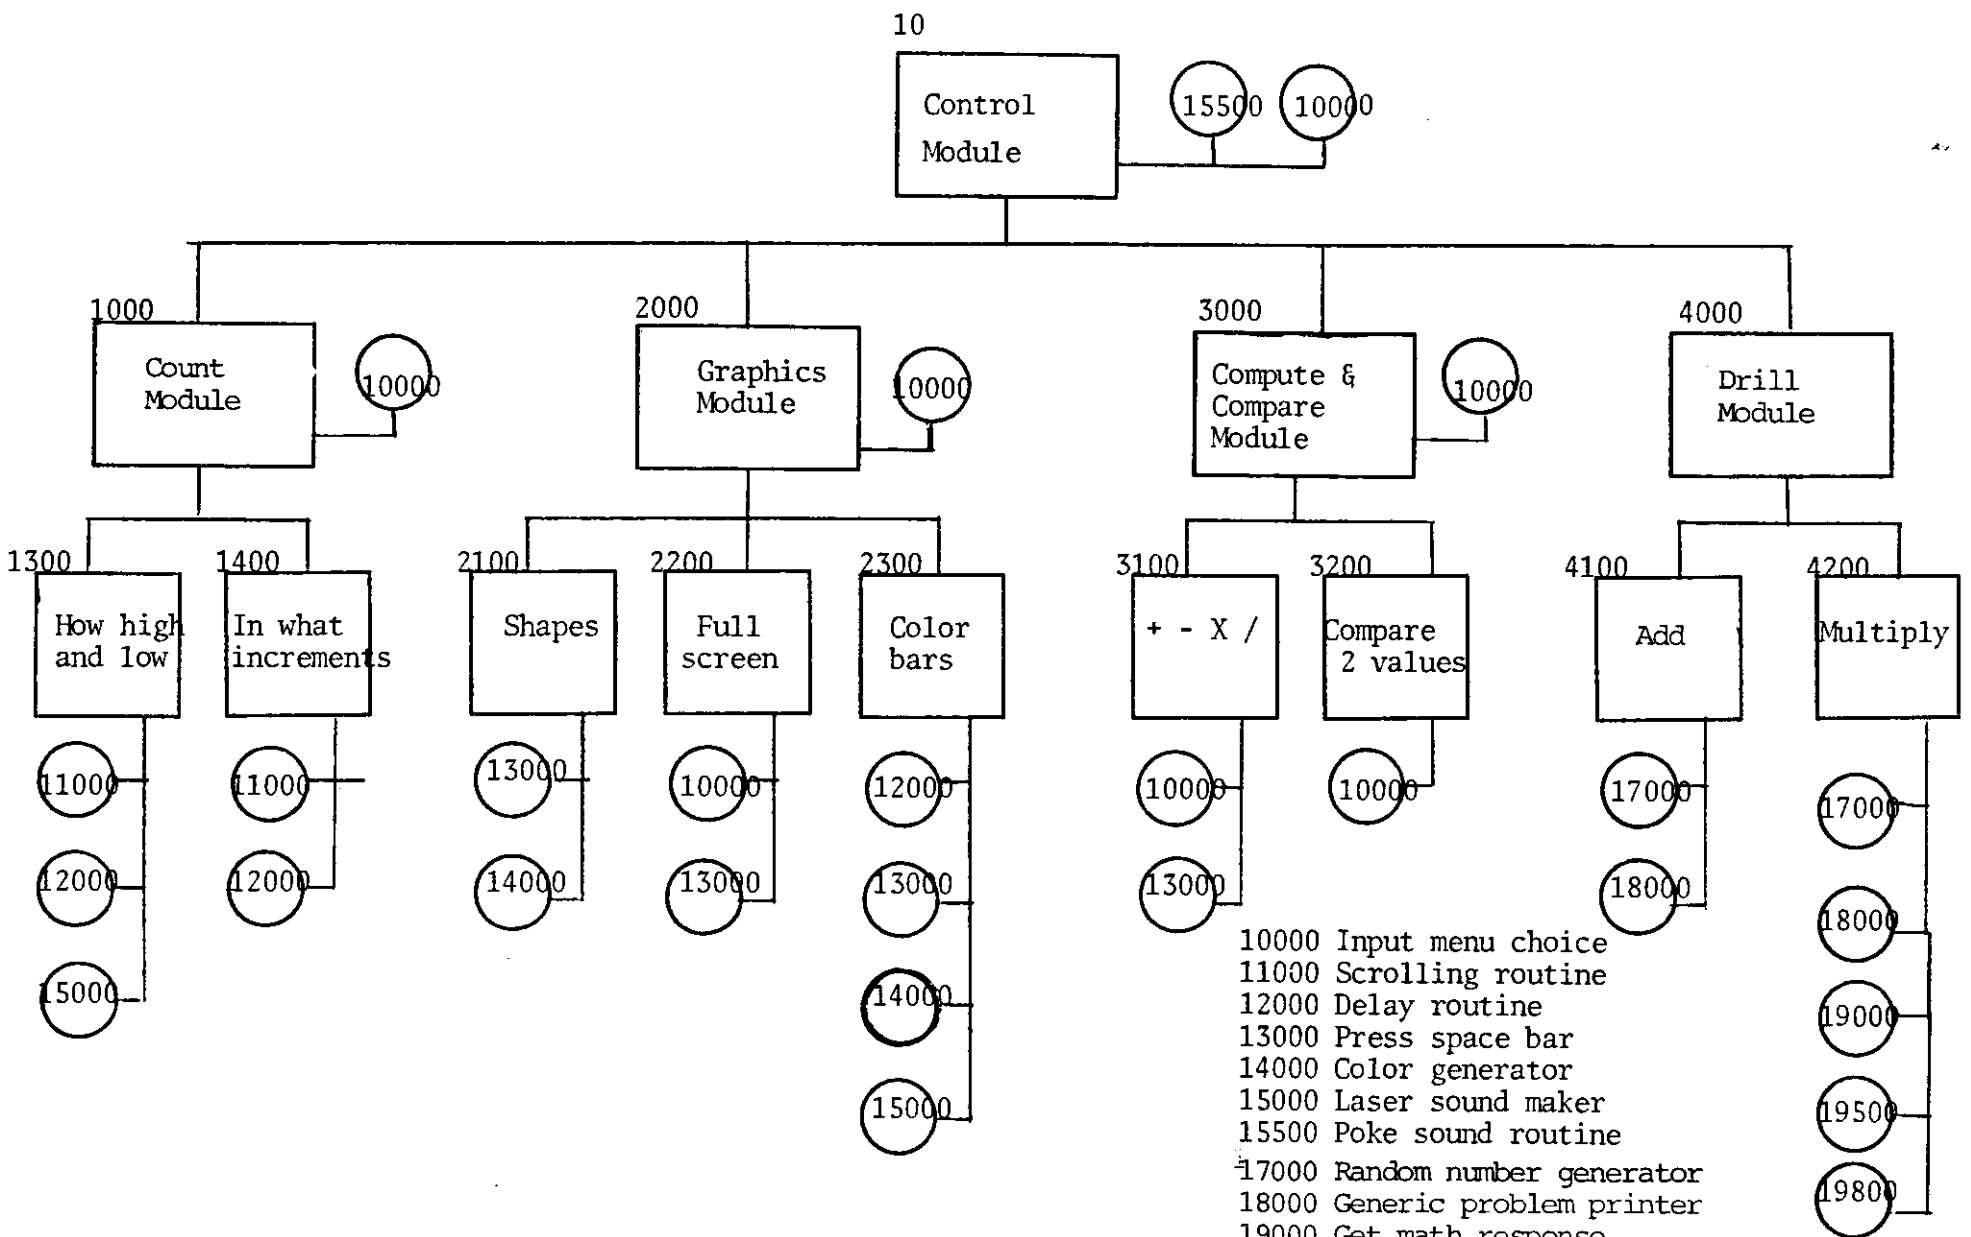 10
Control
Module
15500
10000
1000
Count
Module
10000
2000
Graphics
Module
10000
3000
Compute &
Compare
Module
10000
4000
Drill
Module
1300
How high
and low
11000
12000
15000
1400
In what
increments
11000
12000
2100
Shapes
13000
14000
2200
Full
screen
10000
13000
2300
Color
bars
12000
13000
14000
15000
3100
+ - X /
10000
13000
3200
Compare
2 values
10000
4100
Add
17000
18000
4200
Multiply
17000
18000
19000
19500
19800
10000 Input menu choice
11000 Scrolling routine
12000 Delay routine
13000 Press space bar
14000 Color generator
15000 Laser sound maker
15500 Poke sound routine
17000 Random number generator
18000 Generic problem printer
19000 Get math response